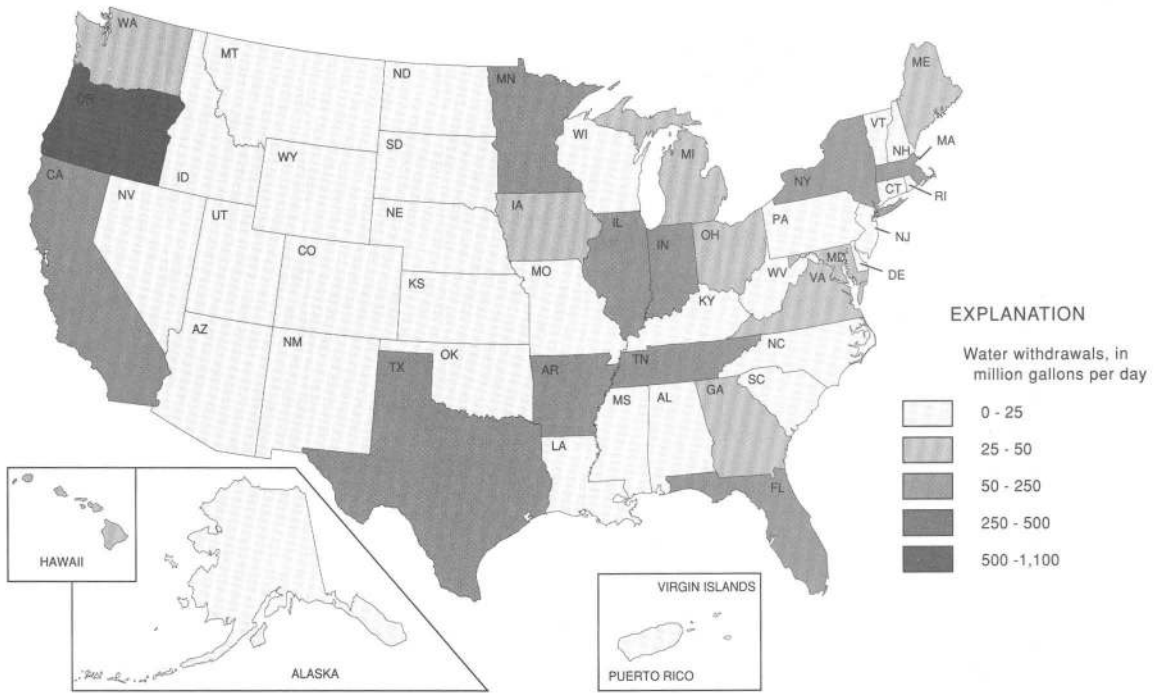 WA
MT
ND
MN
ME
OR
ID
WY
SD
WI
MI
VT
NH
MA
NY
CT
RI
CA
NV
UT
CO
NE
IA
IL
IN
OH
PA
NJ
DE
MD
WV
VA
KS
MO
KY
AZ
NM
OK
AR
TN
NC
SC
TX
LA
MS
AL
GA
FL
HAWAII
ALASKA
VIRGIN ISLANDS
PUERTO RICO
EXPLANATION
Water withdrawals, in
million gallons per day
0 - 25
25 - 50
50 - 250
250 - 500
500 -1,100